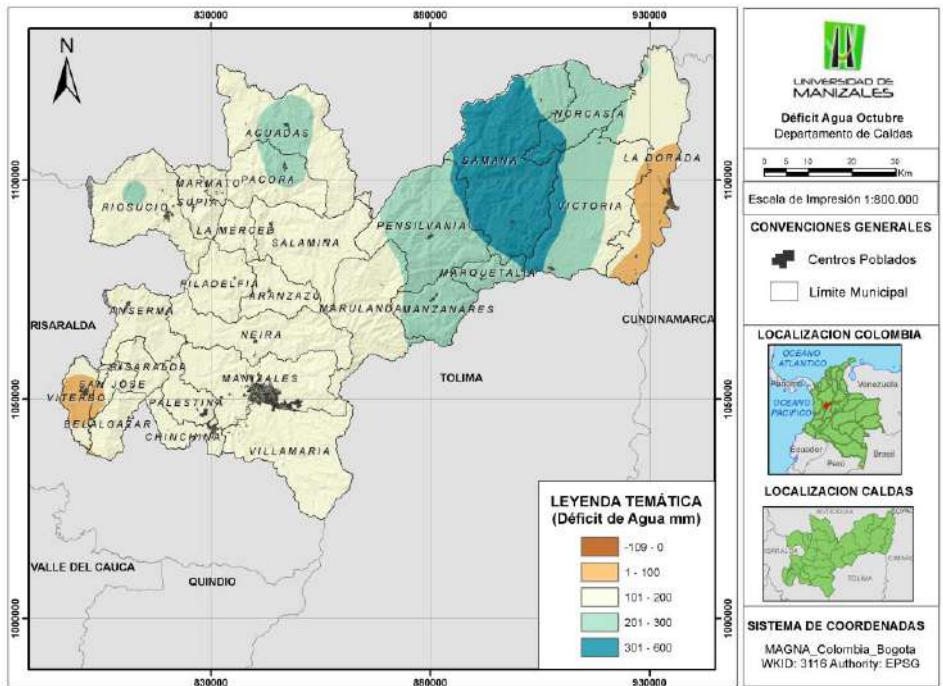 830000
880000
930000
N
1100000
1050000
1000000
1100000
1050000
1000000
AGUADAS
NORCASIA
SAMANA
LA DORADA
MARMATO
PACORA
RIOSUCIO
SUPIA
VICTORIA
PENSILVANIA
LA MERCED
SALAMINA
MARQUETALIA
FILADELFIA
ARANZAZU
MARULANDA
MANZANARES
ANSERMA
RISARALDA
NEIRA
CUNDINAMARCA
RISARALDA
SAN JOSE
MANIZALES
TOLIMA
VITERBO
PALESTINA
BELALCAZAR
CHINCHINA
VILLAMARIA
VALLE DEL CAUCA
QUINDIO
LEYENDA TEMÁTICA
(Déficit de Agua mm)
-109 - 0
1 - 100
101 - 200
201 - 300
301 - 600
830000
880000
930000
UNIVERSIDAD DE
MANIZALES
Déficit Agua Octubre
Departamento de Caldas
0 5 10 20 30
Km
Escala de Impresión 1:800.000
CONVENCIONES GENERALES
Centros Poblados
Límite Municipal
LOCALIZACION COLOMBIA
OCEANO
ATLANTICO
Panamá
Venezuela
OCEANO
PACIFICO
Ecuador
Perú
Brasil
LOCALIZACION CALDAS
TOLIMA
SISTEMA DE COORDENADAS
MAGNA_Colombia_Bogota
WKID: 3116 Authority: EPSG